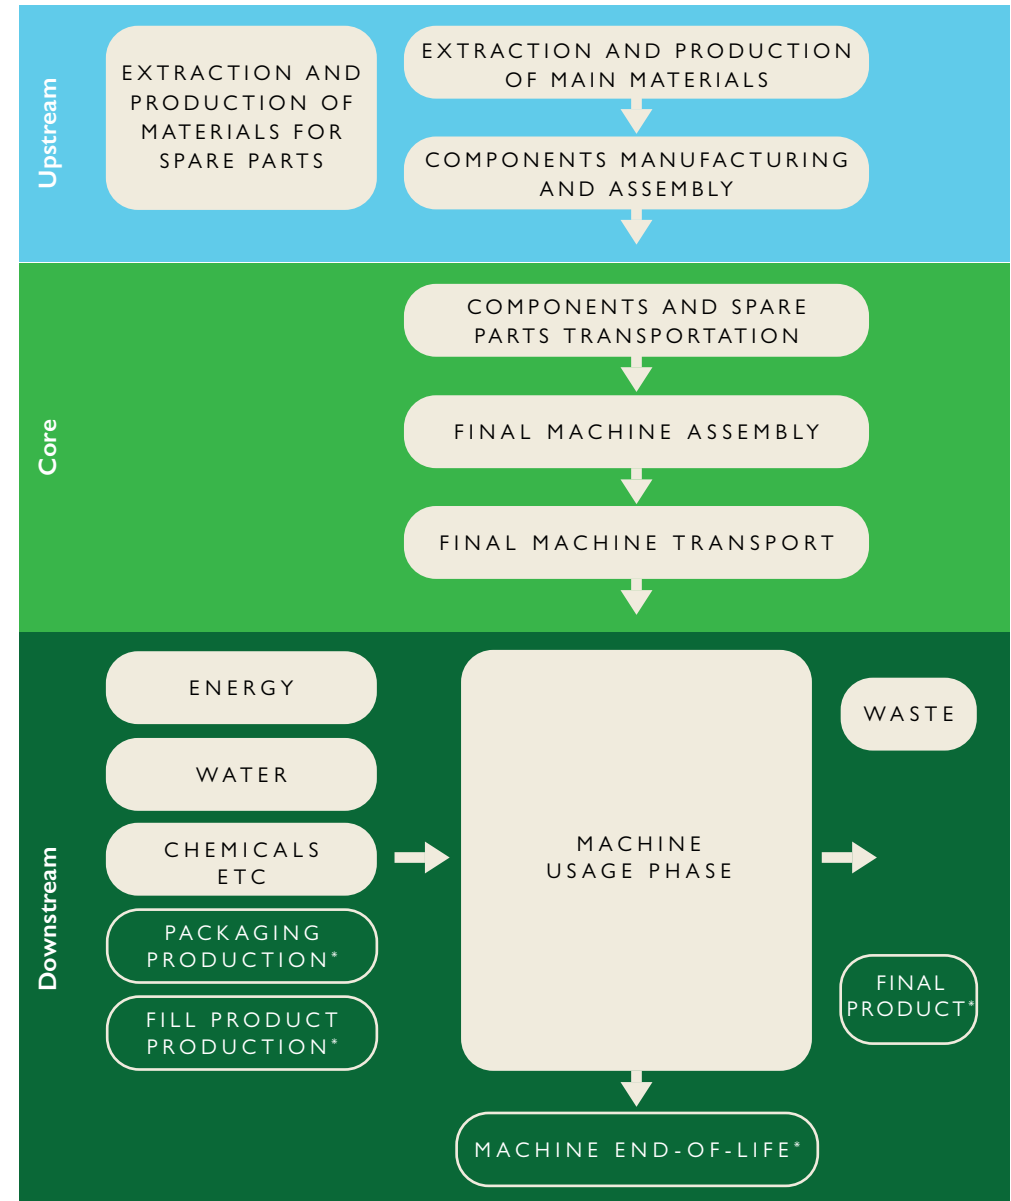 Upstream
EXTRACTION AND
PRODUCTION OF
MATERIALS FOR
SPARE PARTS
EXTRACTION AND PRODUCTION
OF MAIN MATERIALS
COMPONENTS MANUFACTURING
AND ASSEMBLY
Core
COMPONENTS AND SPARE
PARTS TRANSPORTATION
FINAL MACHINE ASSEMBLY
FINAL MACHINE TRANSPORT
Downstream
ENERGY
WATER
CHEMICALS
ETC
PACKAGING
PRODUCTION*
FILL PRODUCT
PRODUCTION*
MACHINE
USAGE PHASE
WASTE
FINAL
PRODUCT*
MACHINE END-OF-LIFE*